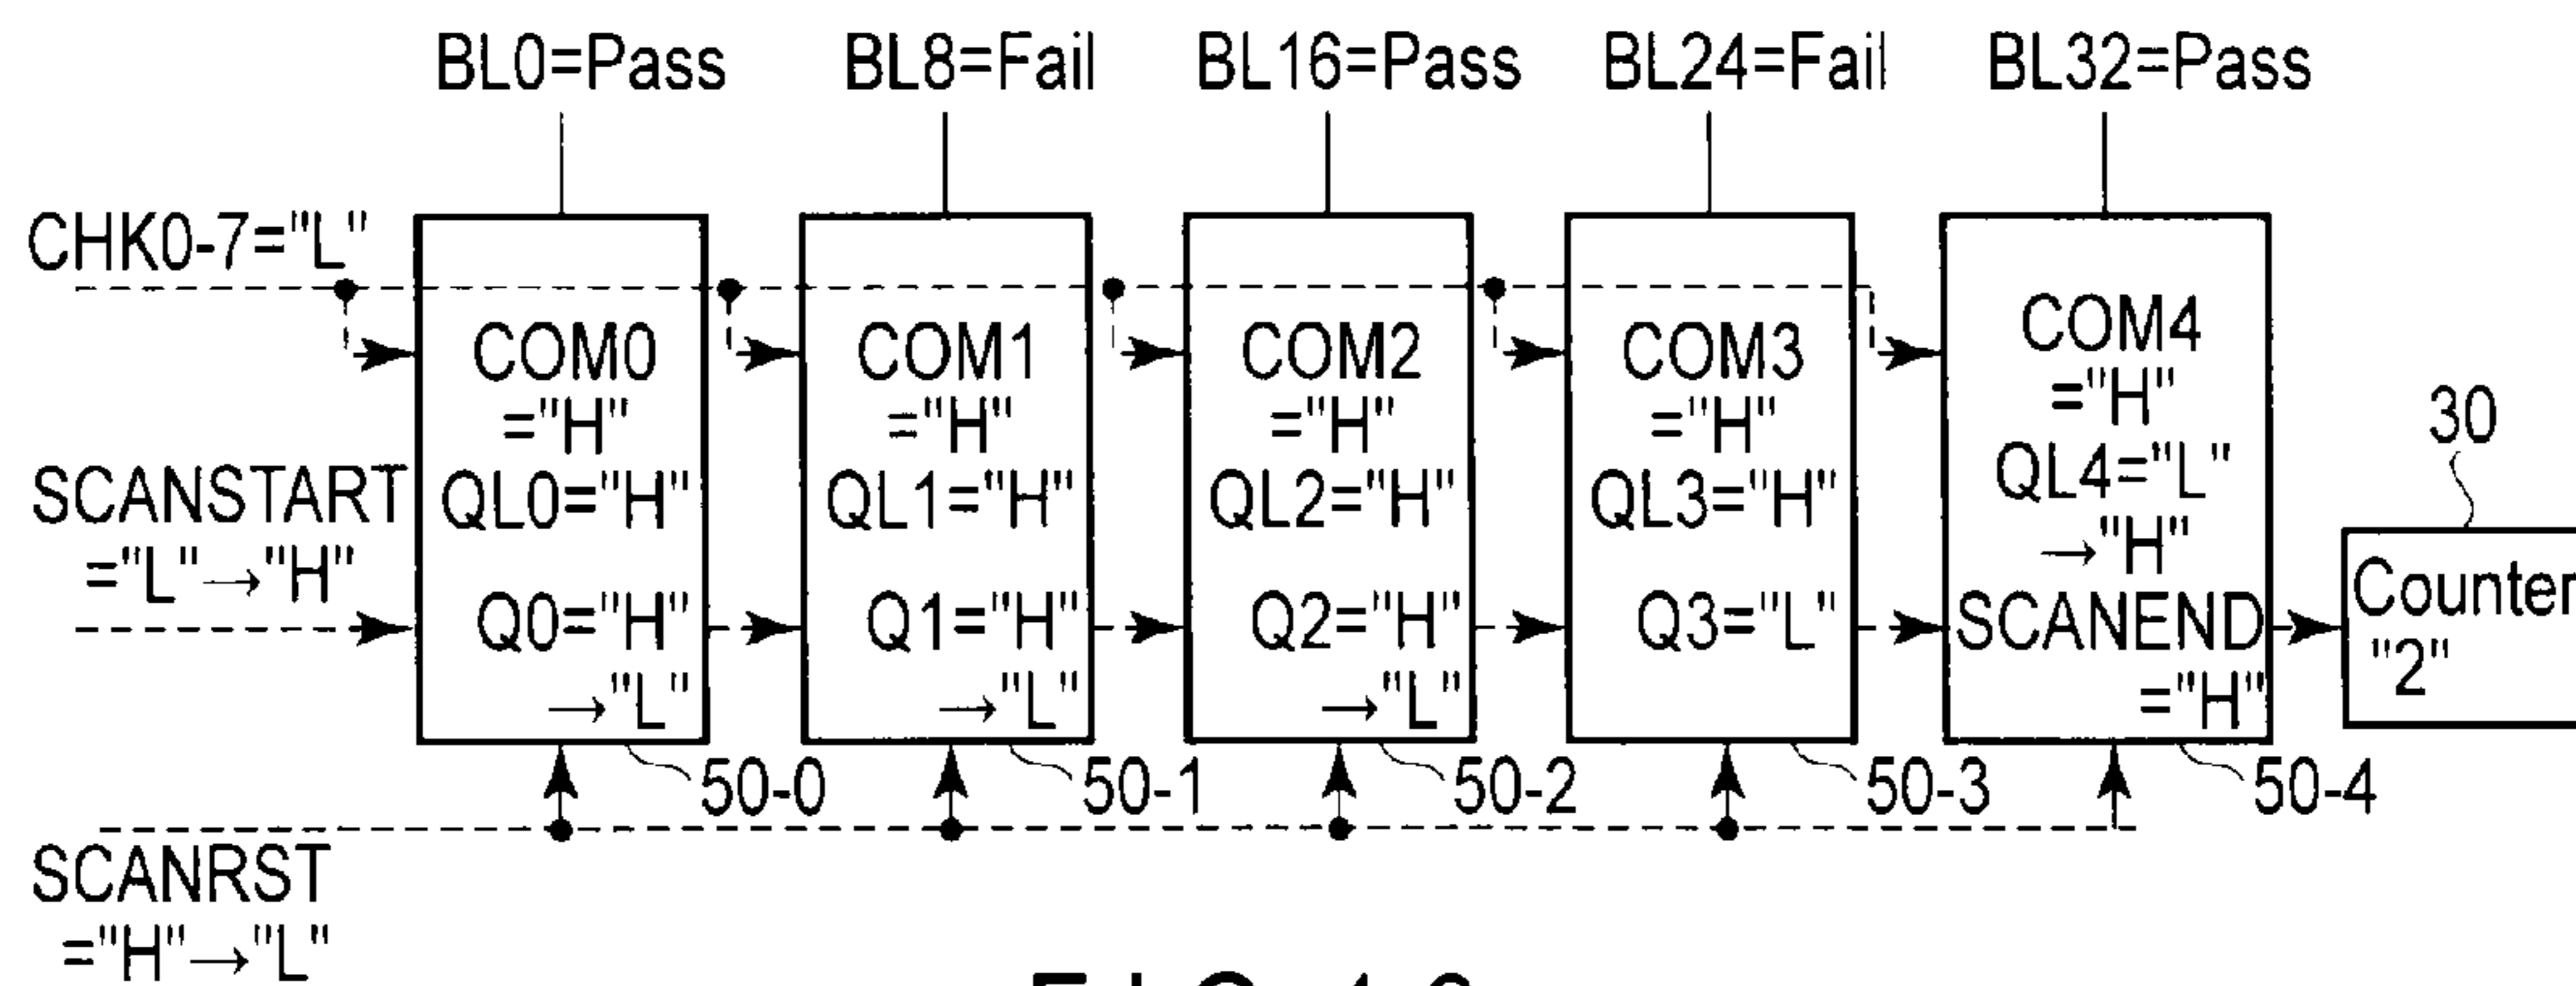 BL0=Pass
BL8=Fail
BL16=Pass
BL24=Fail
BL32=Pass
CHK0-7="L"
SCANSTART
="L"→"H"
SCANRST
="H"→"L"
COM0
="H"
QL0="H"
Q0="H"
→"L"
50-0
COM1
="H"
QL1="H"
Q1="H"
→"L"
50-1
COM2
="H"
QL2="H"
Q2="H"
→"L"
50-2
COM3
="H"
QL3="H"
Q3="L"
50-3
COM4
="H"
QL4="L"
→"H"
SCANEND
="H"
50-4
30
Counter
"2"